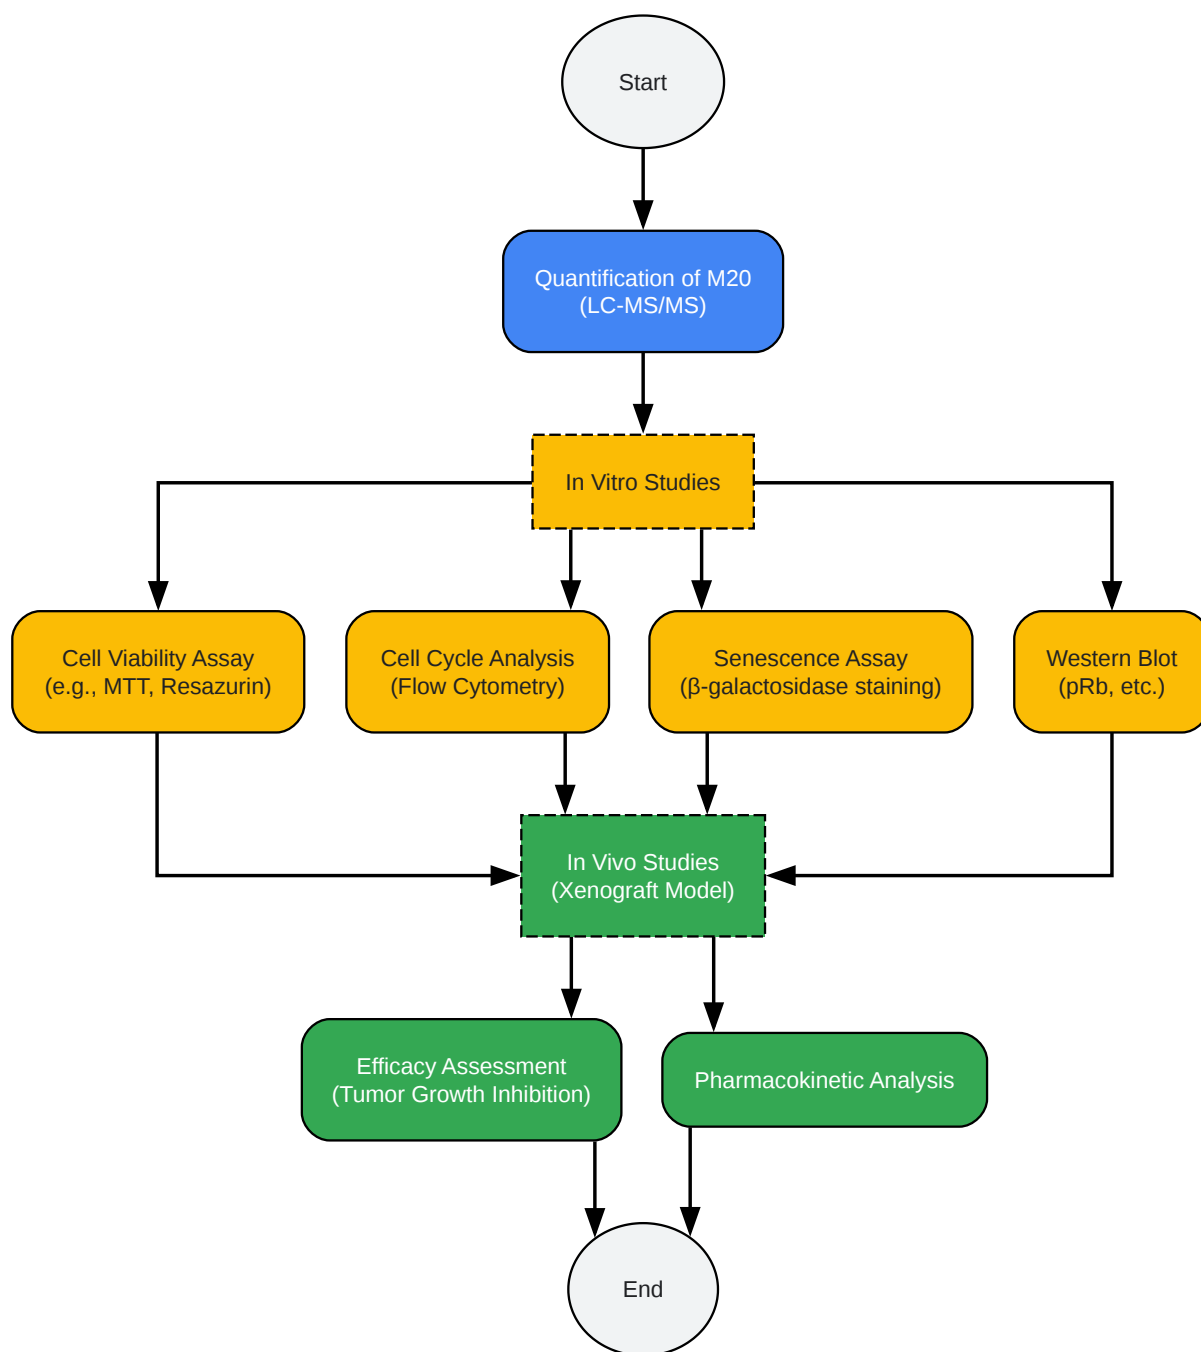 Start
Quantification of M20
(LC-MS/MS)
In Vitro Studies
Cell Viability Assay
(e.g., MTT, Resazurin)
Cell Cycle Analysis
(Flow Cytometry)
Senescence Assay
(β-galactosidase staining)
Western Blot
(pRb, etc.)
In Vivo Studies
(Xenograft Model)
Efficacy Assessment
(Tumor Growth Inhibition)
Pharmacokinetic Analysis
End